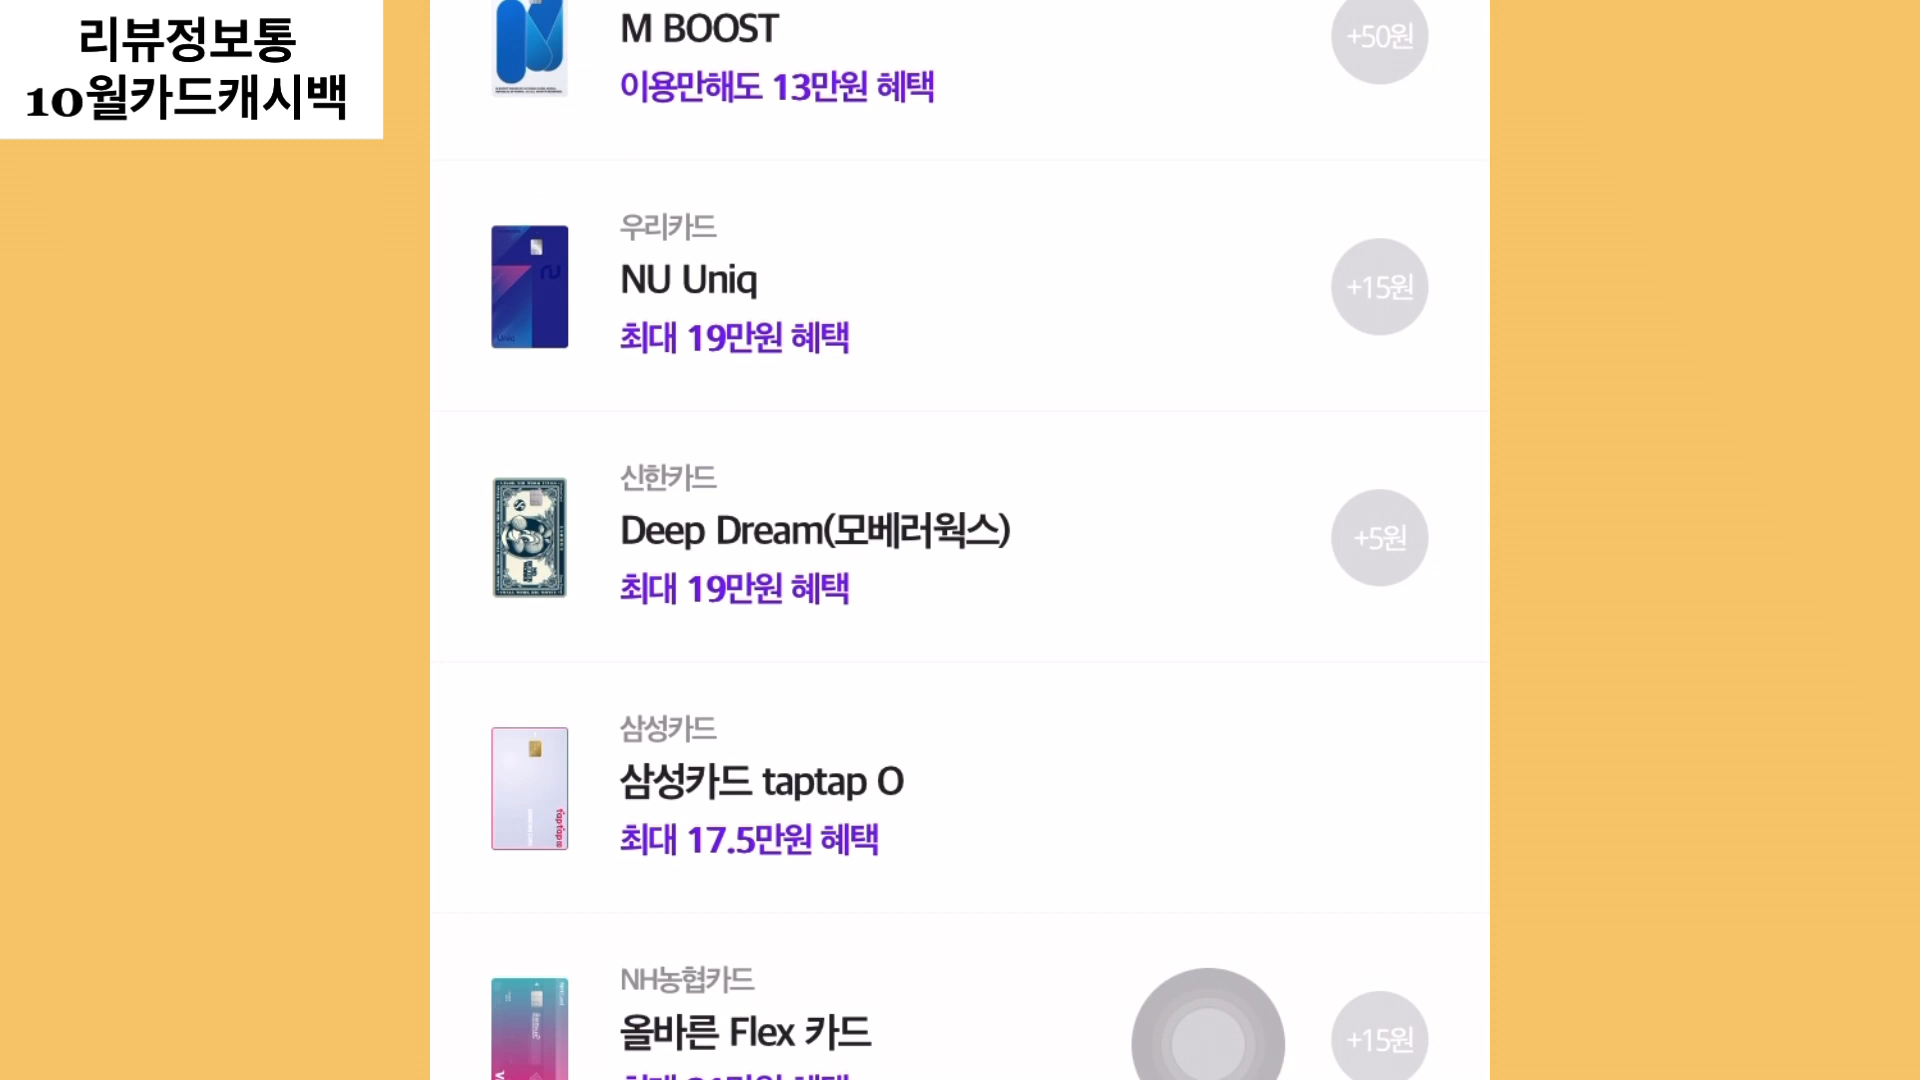 리뷰정보통
10월카드캐시백
M BOOST
+50원
이용만해도 13만원 혜택
우리카드
NU Uniq
+15원
최대 19만원 혜택
신한카드
Deep Dream(모베러웍스)
+5원
최대 19만원 혜택
삼성카드
삼성카드 taptap O
최대 17.5만원 혜택
NH농협카드
올바른 Flex 카드
+15원